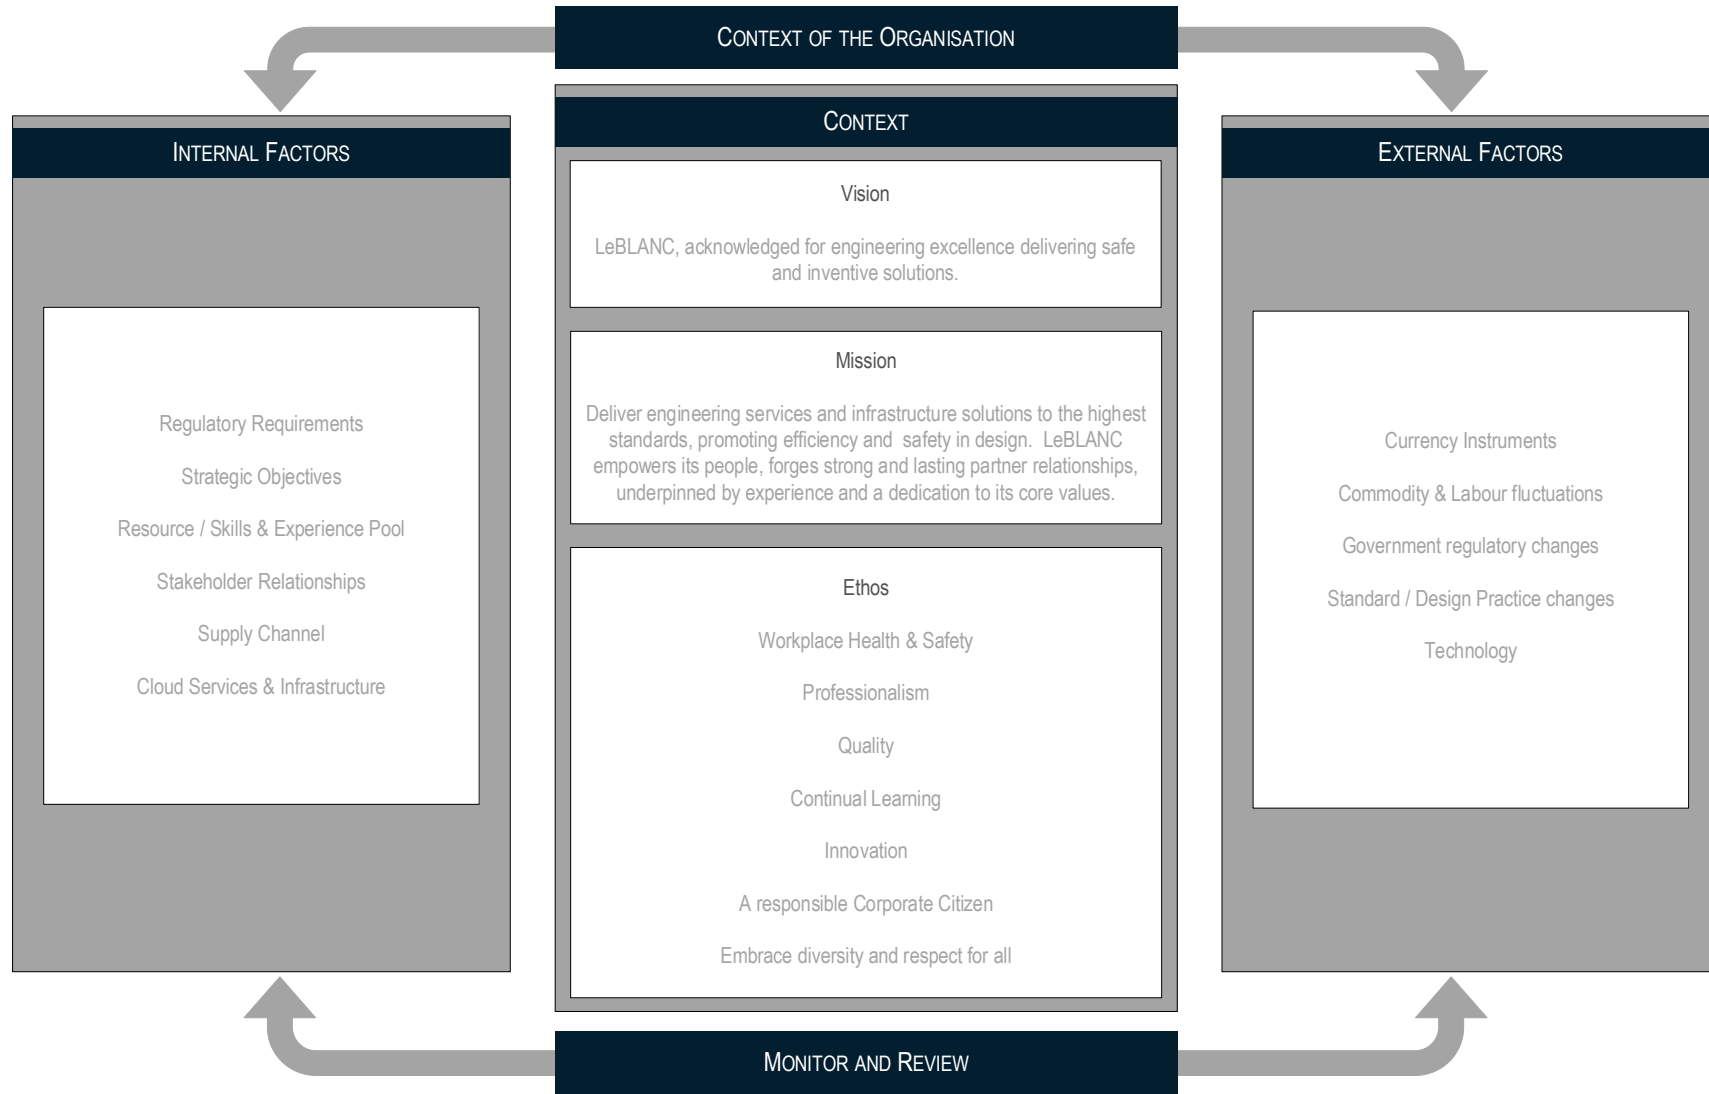 CONTEXT OF THE ORGANISATION
INTERNAL FACTORS
Regulatory Requirements
Strategic Objectives
Resource / Skills & Experience Pool
Stakeholder Relationships
Supply Channel
Cloud Services & Infrastructure
CONTEXT
Vision
LeBLANC, acknowledged for engineering excellence delivering safe
and inventive solutions.
Mission
Deliver engineering services and infrastructure solutions to the highest
standards, promoting efficiency and safety in design. LeBLANC
empowers its people, forges strong and lasting partner relationships,
underpinned by experience and a dedication to its core values.
Ethos
Workplace Health & Safety
Professionalism
Quality
Continual Learning
Innovation
A responsible Corporate Citizen
Embrace diversity and respect for all
EXTERNAL FACTORS
Currency Instruments
Commodity & Labour fluctuations
Government regulatory changes
Standard / Design Practice changes
Technology
MONITOR AND REVIEW